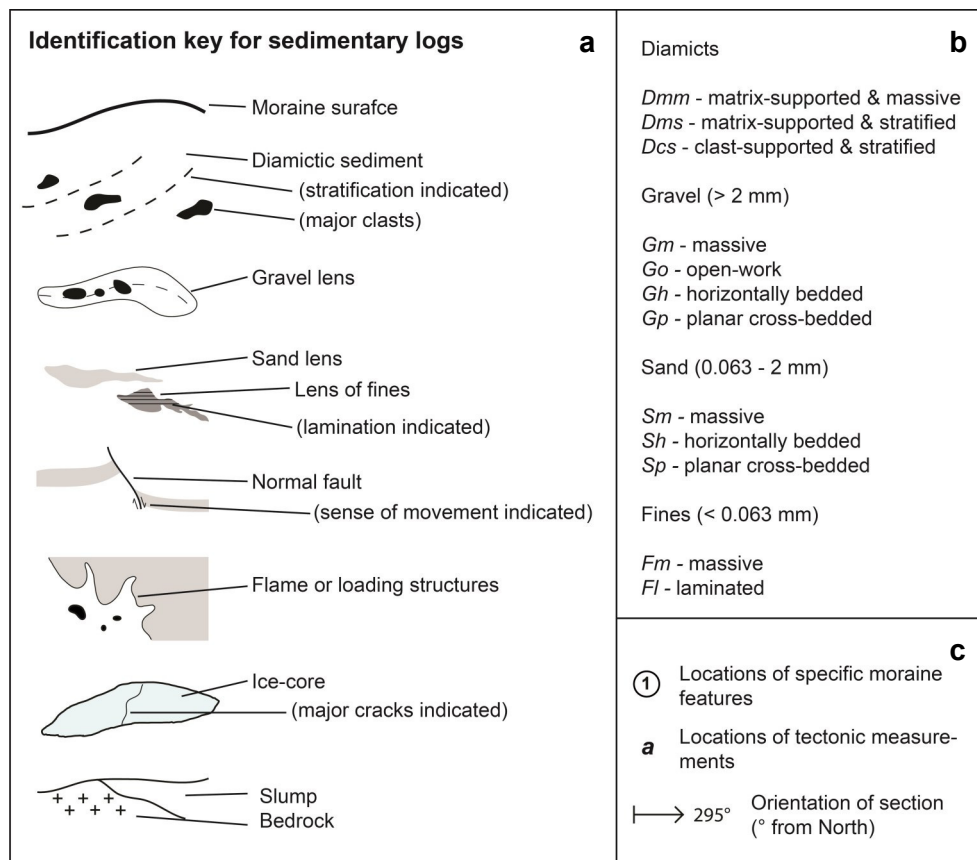 Identification key for sedimentary logs
a
Moraine surafce
Diamictic sediment
(stratification indicated)
(major clasts)
Gravel lens
Sand lens
Lens of fines
(lamination indicated)
Normal fault
(sense of movement indicated)
Flame or loading structures
Ice-core
(major cracks indicated)
Slump
Bedrock
b
Diamicts
Dmm - matrix-supported & massive
Dms - matrix-supported & stratified
Dcs - clast-supported & stratified
Gravel (> 2 mm)
Gm - massive
Go - open-work
Gh - horizontally bedded
Gp - planar cross-bedded
Sand (0.063 - 2 mm)
Sm - massive
Sh - horizontally bedded
Sp - planar cross-bedded
Fines (< 0.063 mm)
Fm - massive
Fl - laminated
c
1 Locations of specific moraine
features
a Locations of tectonic measure-
ments
295° Orientation of section
(° from North)